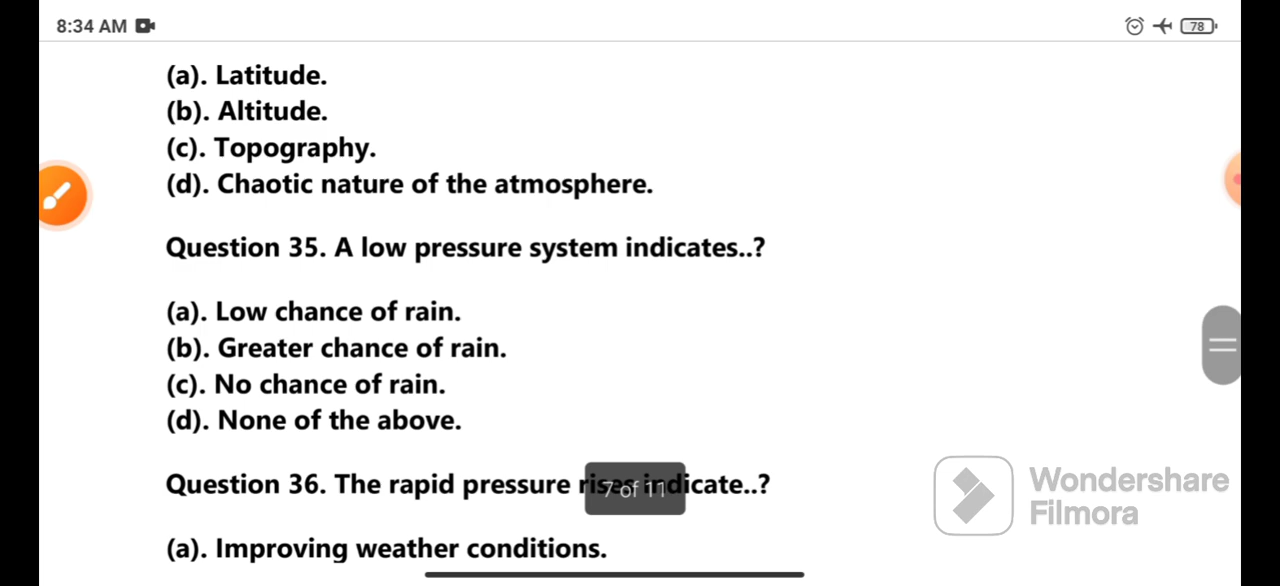 8:34 AM
78
(a). Latitude.
(b). Altitude.
(c). Topography.
(d). Chaotic nature of the atmosphere.
Question 35. A low pressure system indicates..?
(a). Low chance of rain.
(b). Greater chance of rain.
(c). No chance of rain.
(d). None of the above.
Question 36. The rapid pressure rises indicate..?
7 of 11
(a). Improving weather conditions.
Wondershare
Filmora